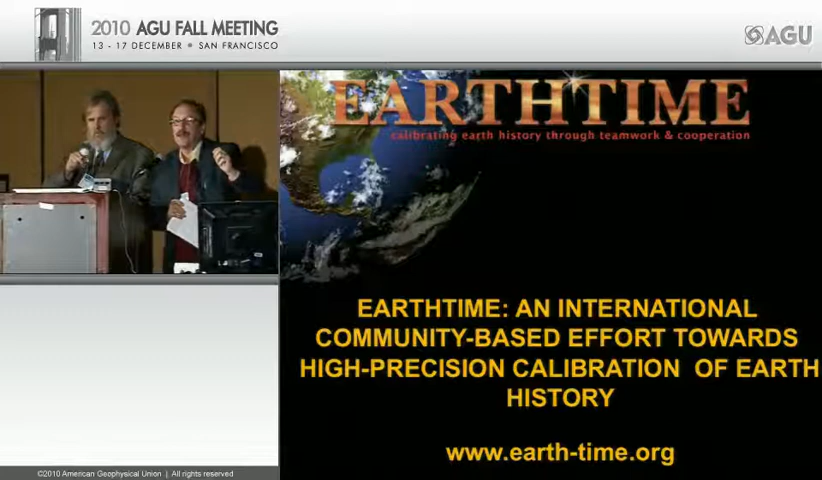 2010 AGU FALL MEETING
13 - 17 DECEMBER SAN FRANCISCO
AGU
EARTHTIME
calibrating earth history through teamwork & cooperation
EARTHTIME: AN INTERNATIONAL
COMMUNITY-BASED EFFORT TOWARDS
HIGH-PRECISION CALIBRATION OF EARTH
HISTORY
www.earth-time.org
©2010 American Geophysical Union | All rights reserved